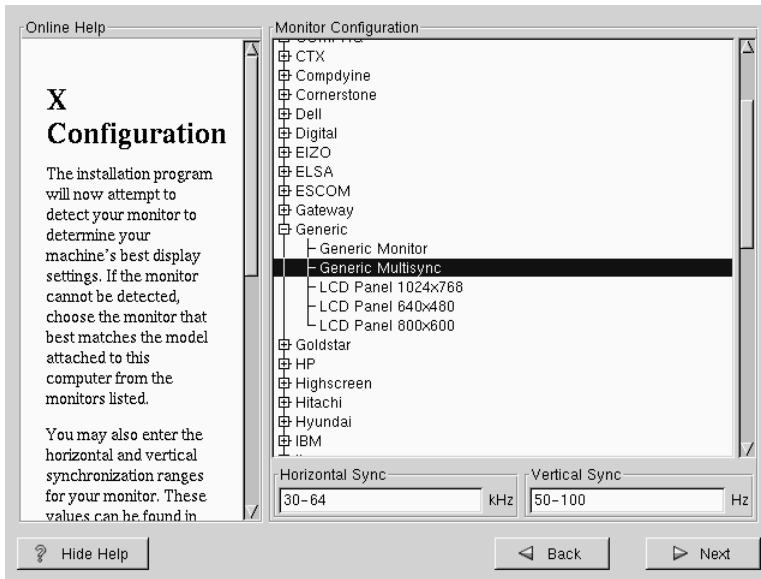 Online Help
X
Configuration
The installation program
will now attempt to
detect your monitor to
determine your
machine's best display
settings. If the monitor
cannot be detected,
choose the monitor that
best matches the model
attached to this
computer from the
monitors listed.
You may also enter the
horizontal and vertical
synchronization ranges
for your monitor. These
values can be found in
Monitor Configuration
CTX
Compdyine
Cornerstone
Dell
Digital
EIZO
ELSA
ESCOM
Gateway
Generic
Generic Monitor
Generic Multisync
LCD Panel 1024x768
LCD Panel 640x480
LCD Panel 800x600
Goldstar
HP
Highscreen
Hitachi
Hyundai
IBM
Horizontal Sync
30-64 kHz
Vertical Sync
50-100 Hz
Hide Help
Back
Next